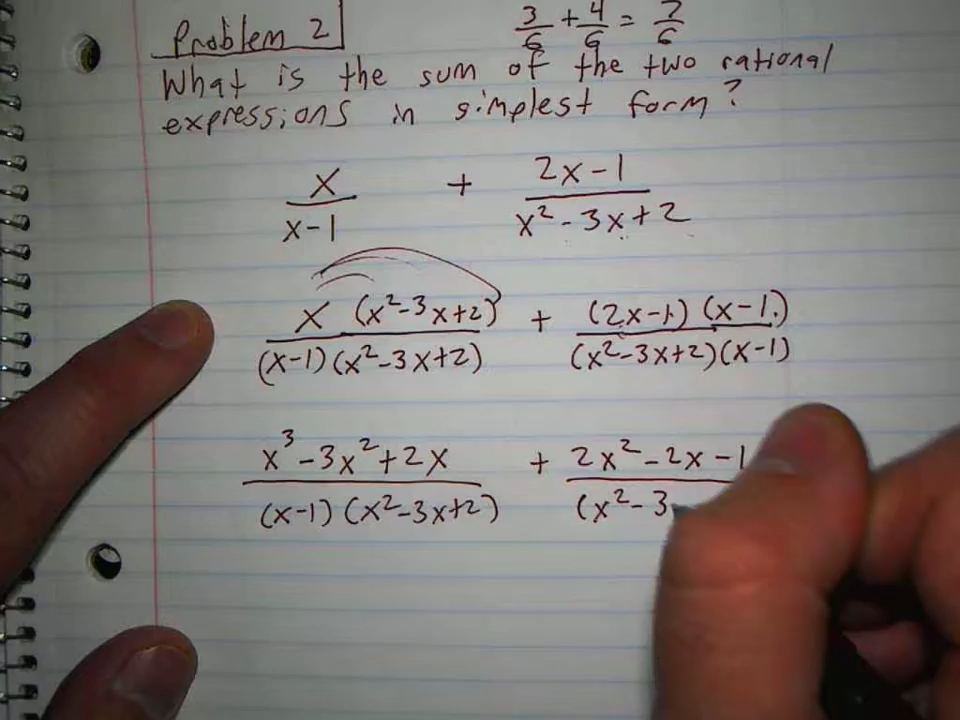 Problem 2
3/6 + 4/6 = 7/6
What is the sum of the two rational
expressions in simplest form?
x/(x-1) + (2x-1)/(x²-3x+2)
x(x²-3x+2)/(x-1)(x²-3x+2) + (2x-1)(x-1)/(x²-3x+2)(x-1)
x³-3x²+2x/(x-1)(x²-3x+2) + 2x²-2x-1/(x²-3